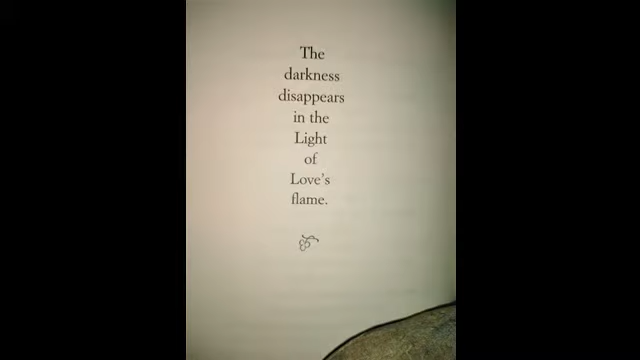 The
darkness
disappears
in the
Light
of
Love's
flame.